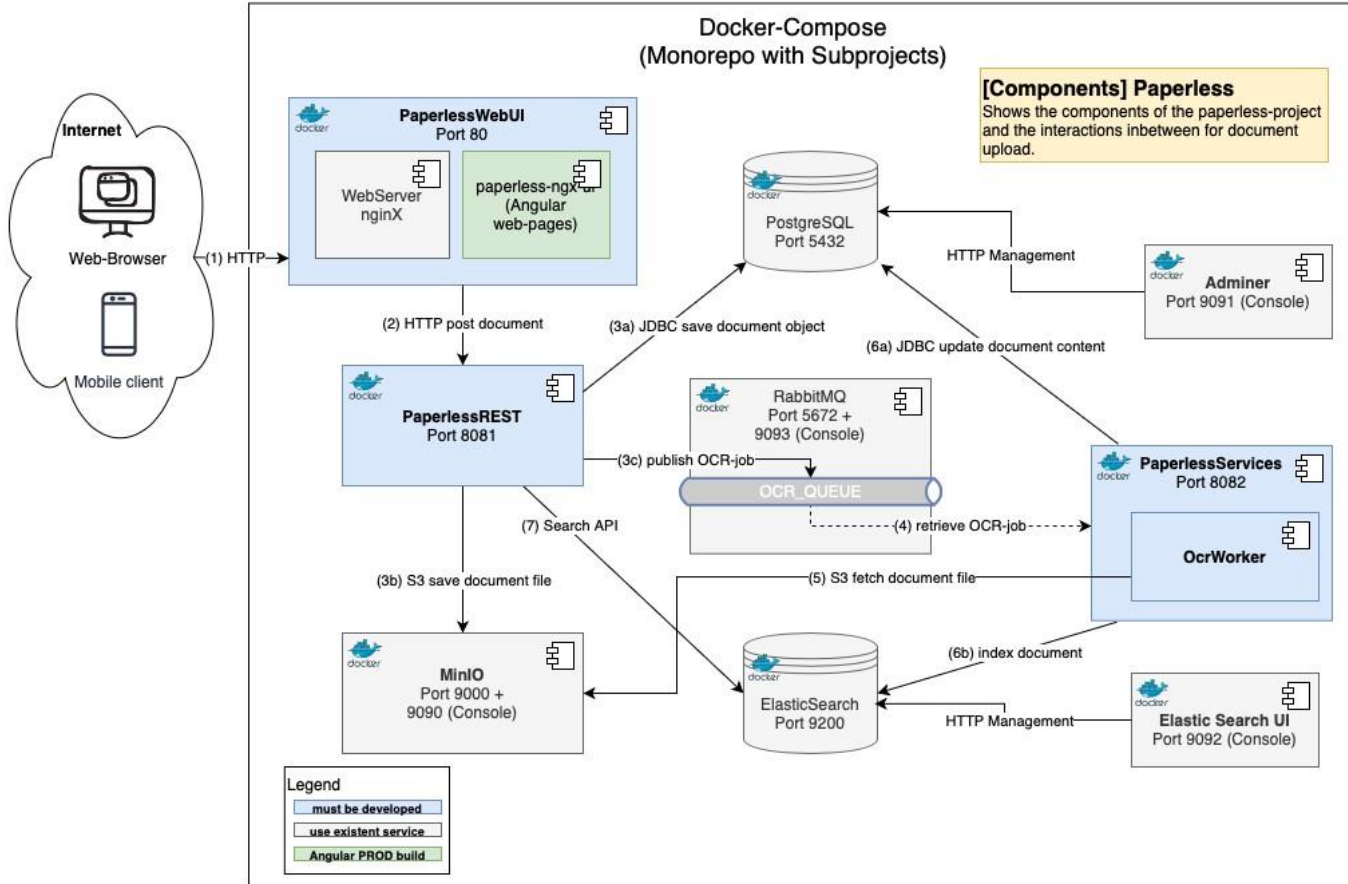 Docker-Compose
(Monorepo with Subprojects)
[Components] Paperless
Shows the components of the paperless-project
and the interactions inbetween for document
upload.
Internet
Web-Browser
Mobile client
(1) HTTP
docker
PaperlessWebUI
Port 80
WebServer
nginX
paperless-ngx-ui
(Angular
web-pages)
docker
PostgreSQL
Port 5432
HTTP Management
docker
Adminer
Port 9091 (Console)
(2) HTTP post document
(3a) JDBC save document object
(6a) JDBC update document content
docker
PaperlessREST
Port 8081
docker
RabbitMQ
Port 5672 +
9093 (Console)
(3c) publish OCR-job
OCR_QUEUE
(4) retrieve OCR-job
docker
PaperlessServices
Port 8082
OcrWorker
(7) Search API
(3b) S3 save document file
(5) S3 fetch document file
docker
MinIO
Port 9000 +
9090 (Console)
docker
ElasticSearch
Port 9200
(6b) index document
HTTP Management
docker
Elastic Search UI
Port 9092 (Console)
Legend
must be developed
use existent service
Angular PROD build